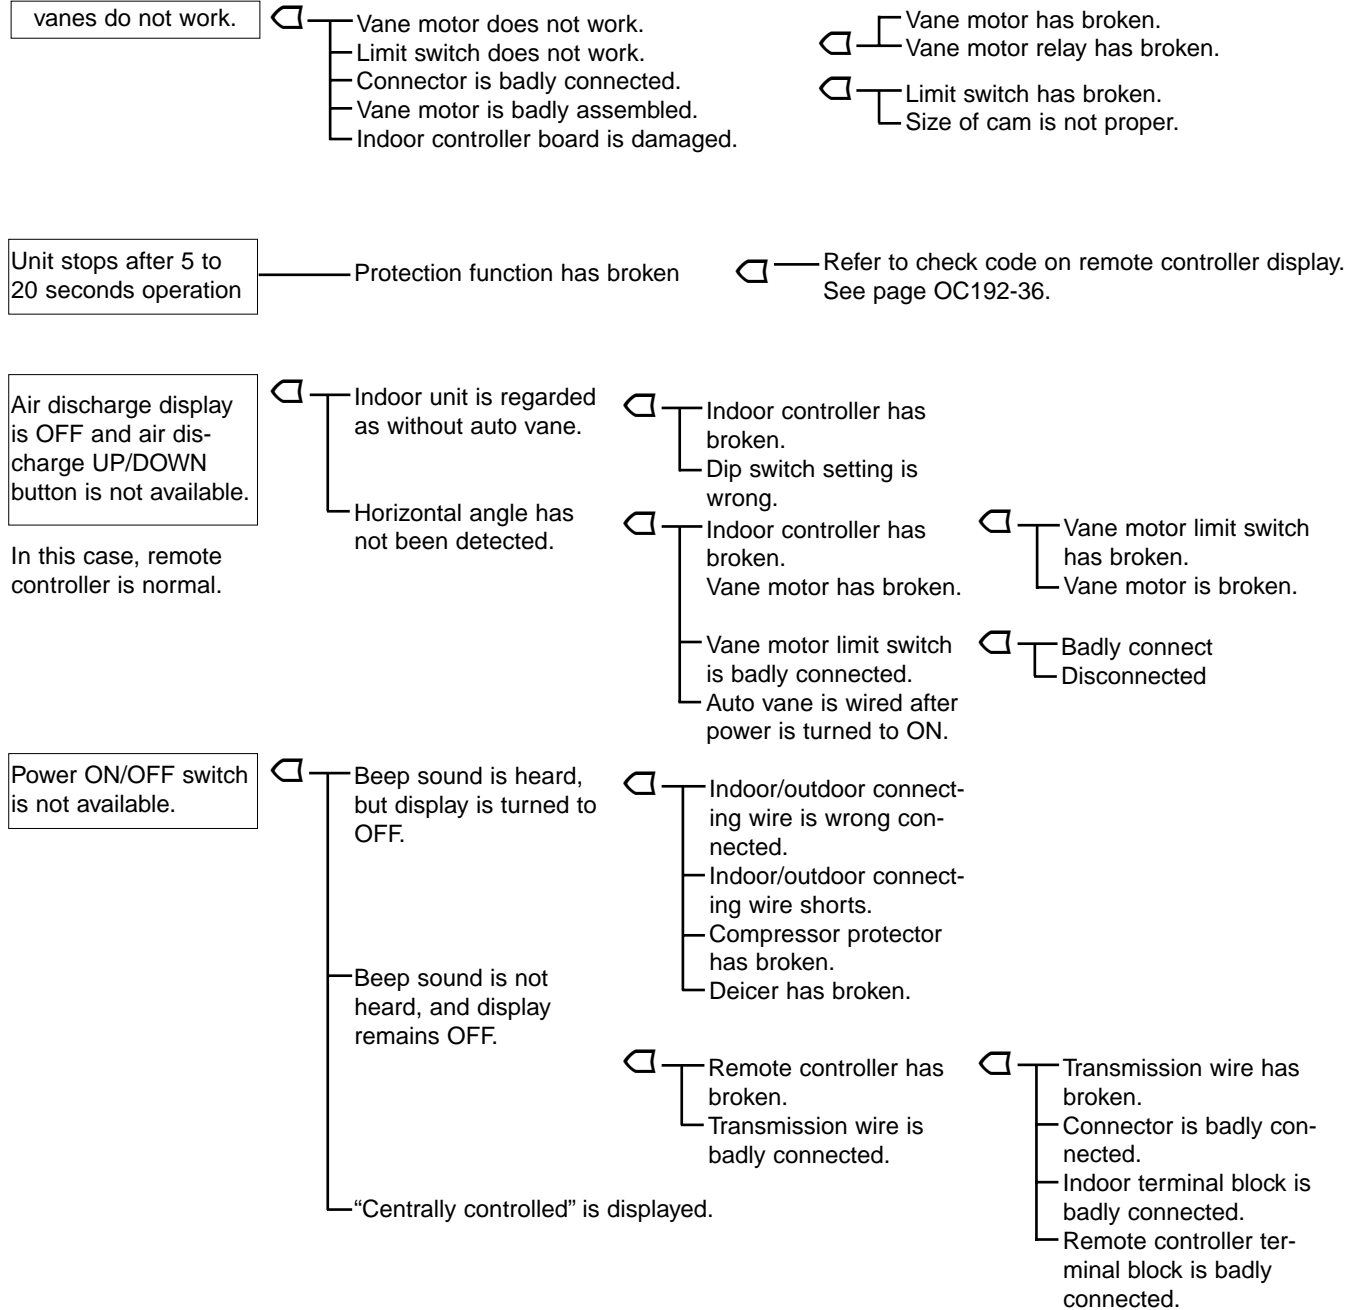 vanes do not work.
Vane motor does not work.
Limit switch does not work.
Connector is badly connected.
Vane motor is badly assembled.
Indoor controller board is damaged.
Vane motor has broken.
Vane motor relay has broken.
Limit switch has broken.
Size of cam is not proper.
Unit stops after 5 to
20 seconds operation
Protection function has broken
Refer to check code on remote controller display.
See page OC192-36.
Air discharge display
is OFF and air dis-
charge UP/DOWN
button is not available.
In this case, remote
controller is normal.
Indoor unit is regarded
as without auto vane.
Indoor controller has
broken.
Dip switch setting is
wrong.
Horizontal angle has
not been detected.
Indoor controller has
broken.
Vane motor has broken.
Vane motor limit switch
is badly connected.
Auto vane is wired after
power is turned to ON.
Vane motor limit switch
has broken.
Vane motor is broken.
Badly connect
Disconnected
Power ON/OFF switch
is not available.
Beep sound is heard,
but display is turned to
OFF.
Indoor/outdoor connect-
ing wire is wrong con-
nected.
Indoor/outdoor connect-
ing wire shorts.
Compressor protector
has broken.
Deicer has broken.
Beep sound is not
heard, and display
remains OFF.
Remote controller has
broken.
Transmission wire is
badly connected.
Transmission wire has
broken.
Connector is badly con-
nected.
Indoor terminal block is
badly connected.
Remote controller ter-
minal block is badly
connected.
“Centrally controlled” is displayed.